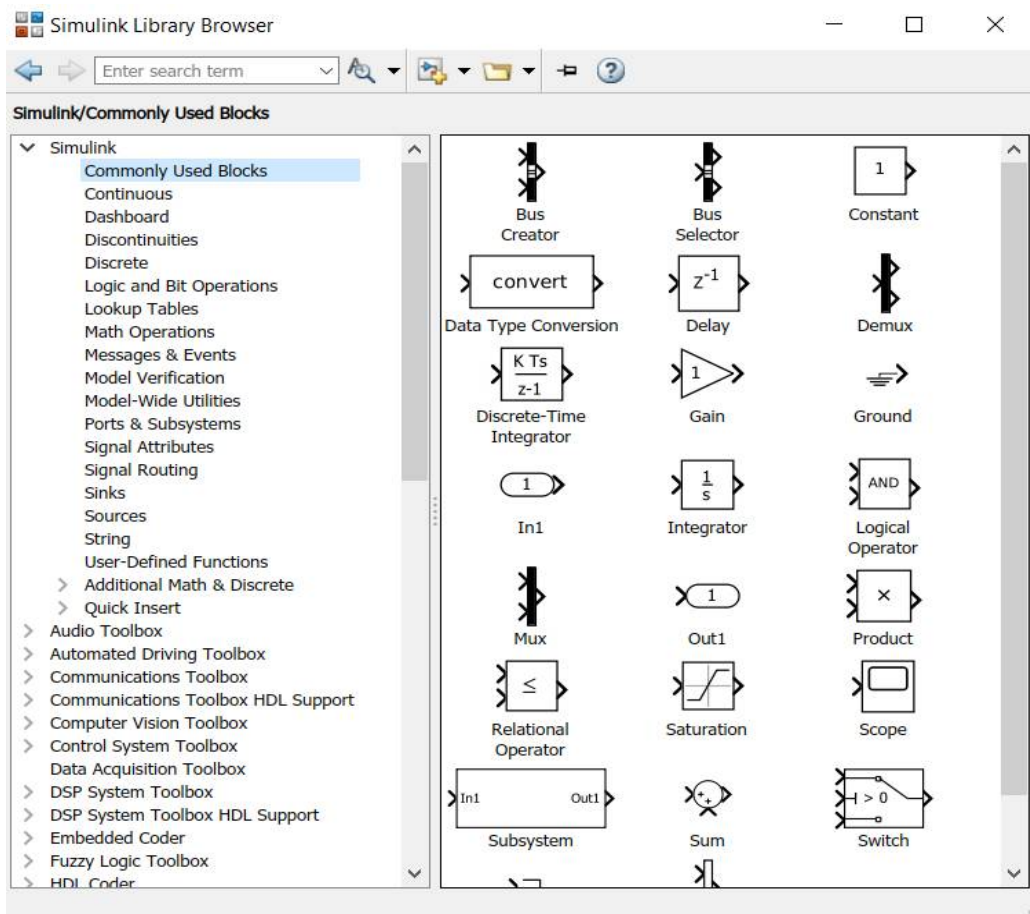 Simulink Library Browser
Enter search term
Simulink/Commonly Used Blocks
Simulink
Commonly Used Blocks
Continuous
Dashboard
Discontinuities
Discrete
Logic and Bit Operations
Lookup Tables
Math Operations
Messages & Events
Model Verification
Model-Wide Utilities
Ports & Subsystems
Signal Attributes
Signal Routing
Sinks
Sources
String
User-Defined Functions
Additional Math & Discrete
Quick Insert
Audio Toolbox
Automated Driving Toolbox
Communications Toolbox
Communications Toolbox HDL Support
Computer Vision Toolbox
Control System Toolbox
Data Acquisition Toolbox
DSP System Toolbox
DSP System Toolbox HDL Support
Embedded Coder
Fuzzy Logic Toolbox
HDL Coder
Bus
Creator
Bus
Selector
1
Constant
convert
Data Type Conversion
z⁻¹
Delay
Demux
K Ts
z-1
Discrete-Time
Integrator
1
Gain
Ground
1
In1
1
s
Integrator
AND
Logical
Operator
Mux
1
Out1
×
Product
≤
Relational
Operator
Saturation
Scope
In1 Out1
Subsystem
+
+
Sum
> 0
Switch